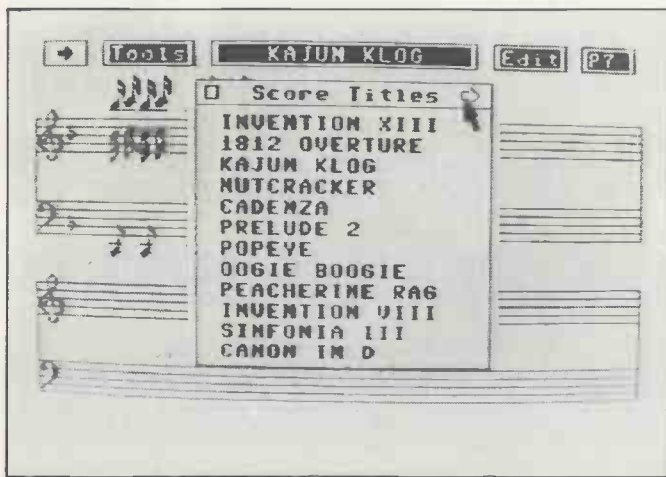 Tools KAJUN KLOG Edit P7
Score Titles
INVENTION XIII
1812 OVERTURE
KAJUN KLOG
NUTCRACKER
CADENZA
PRELUDE 2
POPEYE
OOGIE BOOGIE
PEACHERINE RAG
INVENTION VIII
SINFONIA III
CANON IN D